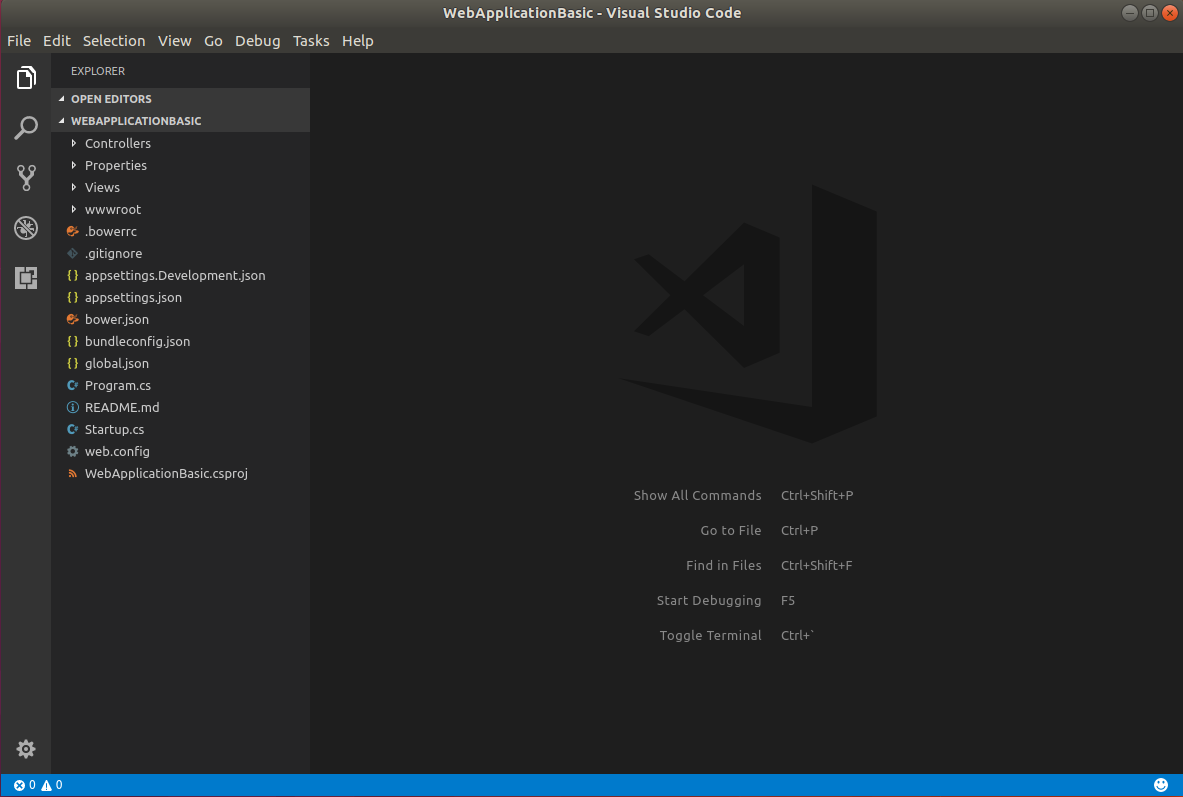 WebApplicationBasic - Visual Studio Code
File Edit Selection View Go Debug Tasks Help
EXPLORER
OPEN EDITORS
WEBAPPLICATIONBASIC
Controllers
Properties
Views
wwwroot
.bowerrc
.gitignore
{} appsettings.Development.json
{} appsettings.json
bower.json
{} bundleconfig.json
{} global.json
C# Program.cs
README.md
C# Startup.cs
web.config
WebApplicationBasic.csproj
Show All Commands Ctrl+Shift+P
Go to File Ctrl+P
Find in Files Ctrl+Shift+F
Start Debugging F5
Toggle Terminal Ctrl+`
0 0